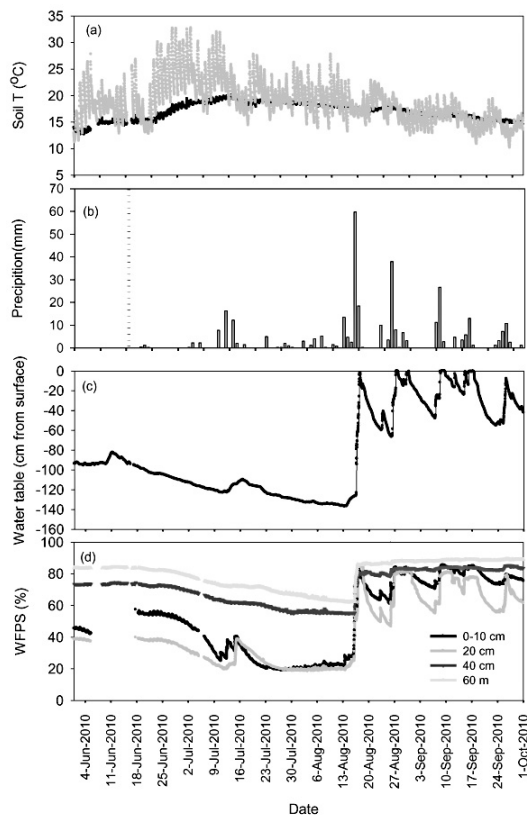 (a)
Soil T (°C)
35
30
25
20
15
10
5
(b)
Precipition(mm)
70
60
50
40
30
20
10
0
(c)
Water table (cm from surface)
0
-20
-40
-60
-80
-100
-120
-140
-160
(d)
WFPS (%)
100
80
60
40
20
0
0-10 cm
20 cm
40 cm
60 m
4-Jun-2010
11-Jun-2010
18-Jun-2010
25-Jun-2010
2-Jul-2010
9-Jul-2010
16-Jul-2010
23-Jul-2010
30-Jul-2010
6-Aug-2010
13-Aug-2010
20-Aug-2010
27-Aug-2010
3-Sep-2010
10-Sep-2010
17-Sep-2010
24-Sep-2010
1-Oct-2010
Date